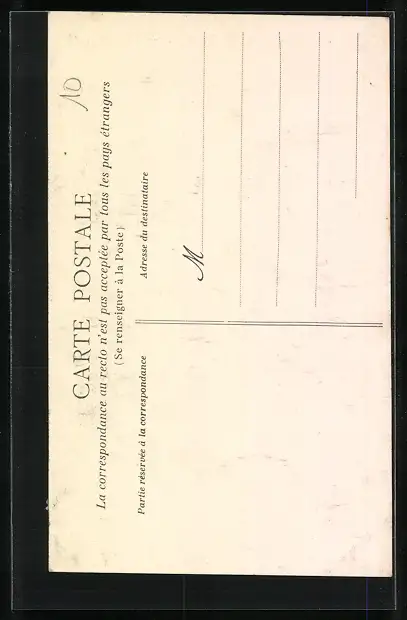 10
CARTE POSTALE
La correspondance au recto n'est pas acceptée par tous les pays étrangers
(Se renseigner à la Poste)
Partie réservée à la correspondance
Adresse du destinataire
M